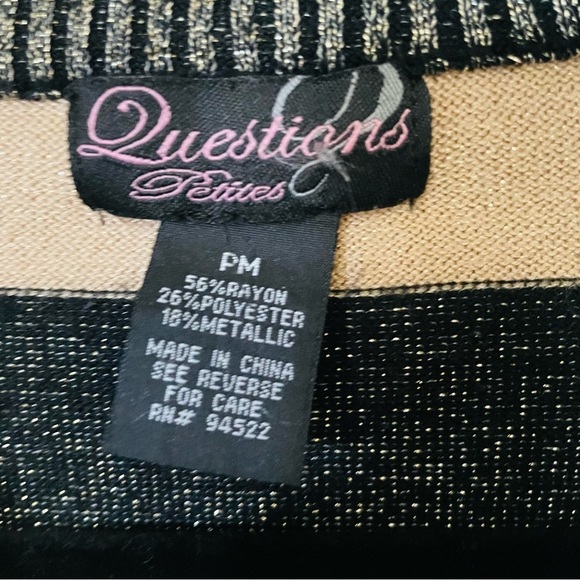 Questions
Petites
PM
56%RAYON
26%POLYESTER
18%METALLIC
MADE IN CHINA
SEE REVERSE
FOR CARE
RN# 94522